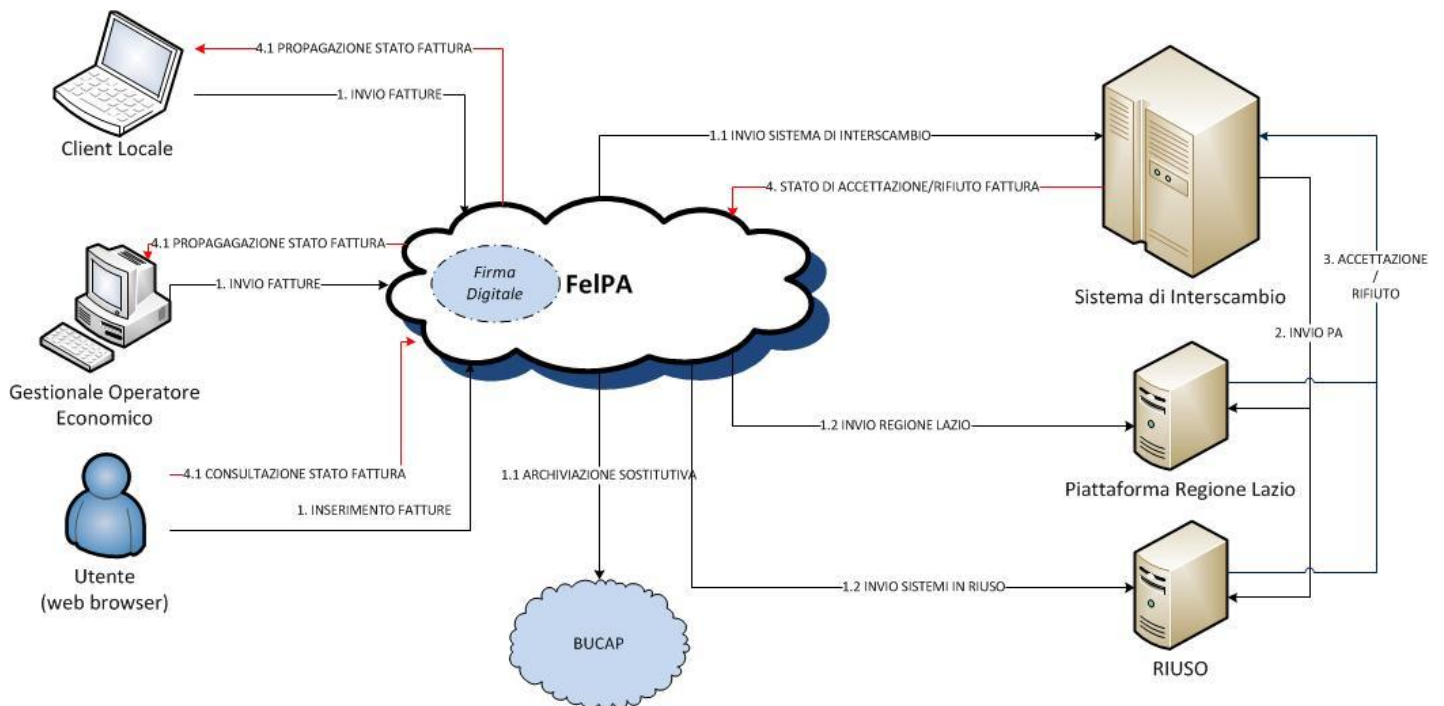 4.1 PROPAGAZIONE STATO FATTURA
1. INVIO FATTURE
Client Locale
1.1 INVIO SISTEMA DI INTERSCAMBIO
4. STATO DI ACCETTAZIONE/RIFIUTO FATTURA
4.1 PROPAGAGAZIONE STATO FATTURA
1. INVIO FATTURE
Firma
Digitale
FelPA
Sistema di Interscambio
3. ACCETTAZIONE
/
RIFIUTO
2. INVIO PA
Gestionale Operatore
Economico
1.2 INVIO REGIONE LAZIO
4.1 CONSULTAZIONE STATO FATTURA
1.1 ARCHIVIAZIONE SOSTITUTIVA
Piattaforma Regione Lazio
1. INSERIMENTO FATTURE
Utente
(web browser)
1.2 INVIO SISTEMI IN RIUSO
BUCAP
RIUSO